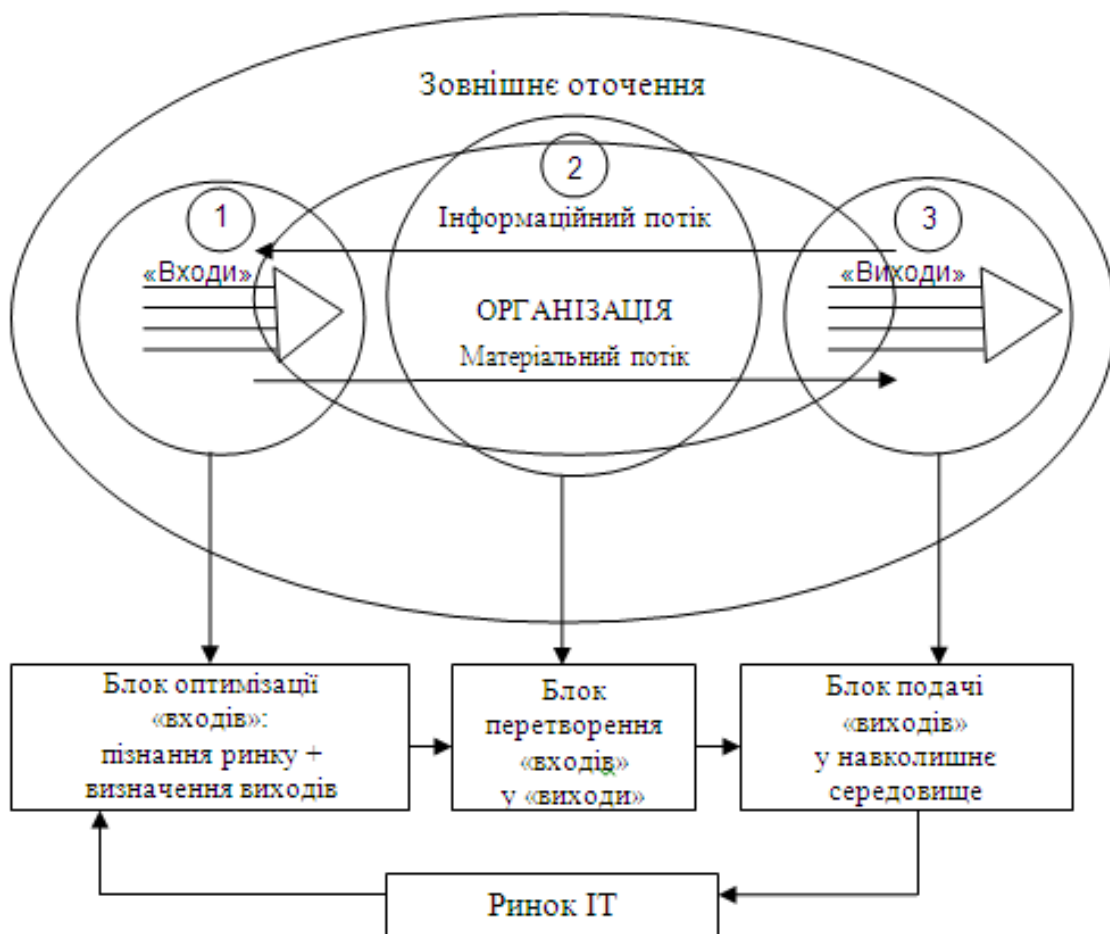 Зовнішнє оточення
2
1
3
Інформаційний потік
«Входи»
«Виходи»
ОРГАНІЗАЦІЯ
Матеріальний потік
Блок оптимізації
«входів»:
пізнання ринку +
визначення виходів
Блок
перетворення
«входів»
у «виходи»
Блок подачі
«виходів»
у навколишнє
середовище
Ринок ІТ